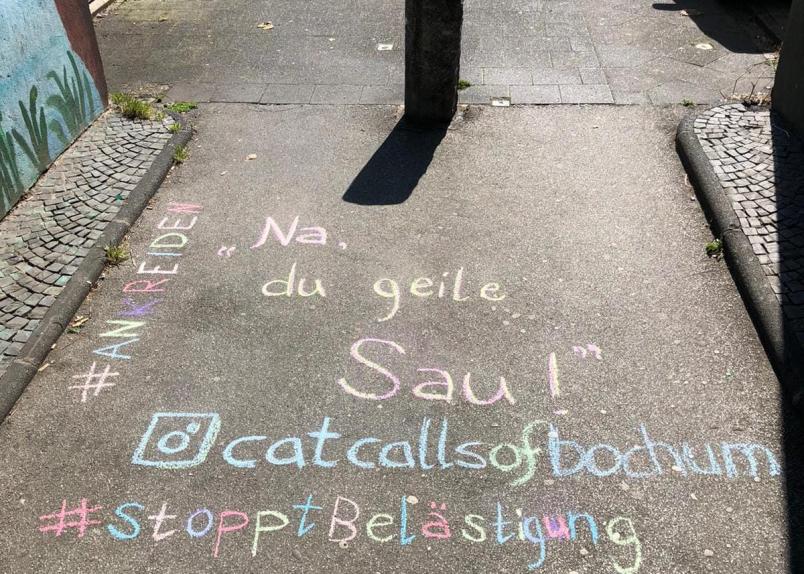 #ANKREIDEN
„Na,
du geile
Sau!"
@catcallsofbochum
#stopptBelästigung